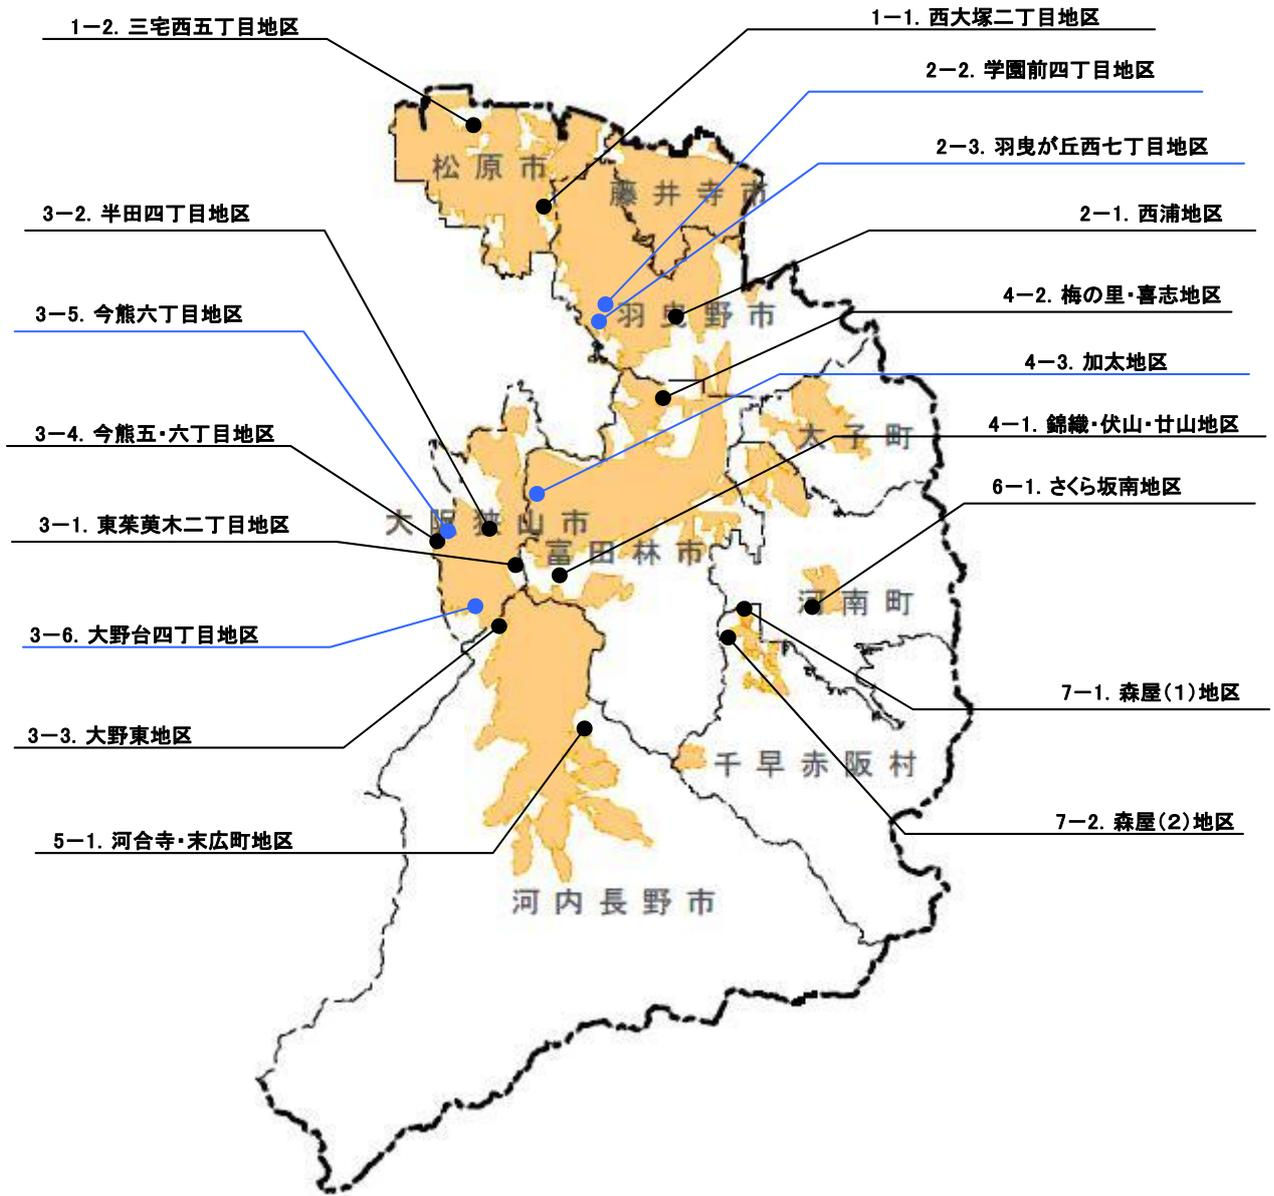 1－2．三宅西五丁目地区
1－1．西大塚二丁目地区
2－2．学園前四丁目地区
2－3．羽曳が丘西七丁目地区
松原市
藤井寺市
3－2．半田四丁目地区
2－1．西浦地区
4－2．梅の里・喜志地区
3－5．今熊六丁目地区
羽曳野市
4－3．加太地区
4－1．錦織・伏山・廿山地区
3－4．今熊五・六丁目地区
太子町
6－1．さくら坂南地区
3－1．東茱萸木二丁目地区
大阪狭山市
富田林市
河南町
3－6．大野台四丁目地区
7－1．森屋（1）地区
3－3．大野東地区
千早赤阪村
7－2．森屋（2）地区
5－1．河合寺・末広町地区
河内長野市